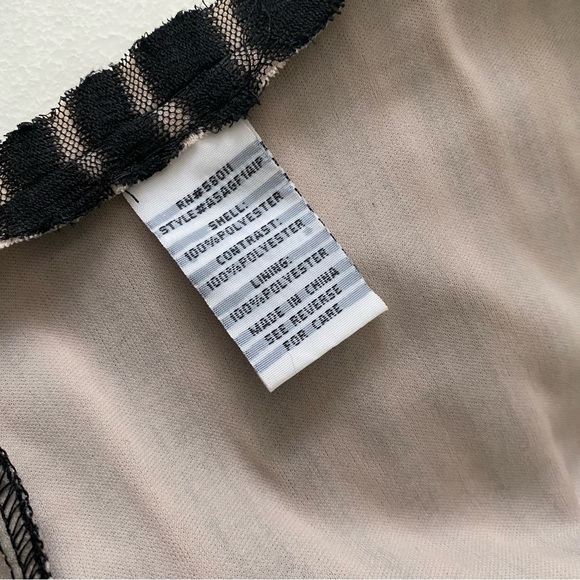 RN#58011
STYLE#A5AGF1AIP
SHELL:
100%POLYESTER
CONTRAST:
100%POLYESTER
LINING:
100%POLYESTER
MADE IN CHINA
SEE REVERSE
FOR CARE